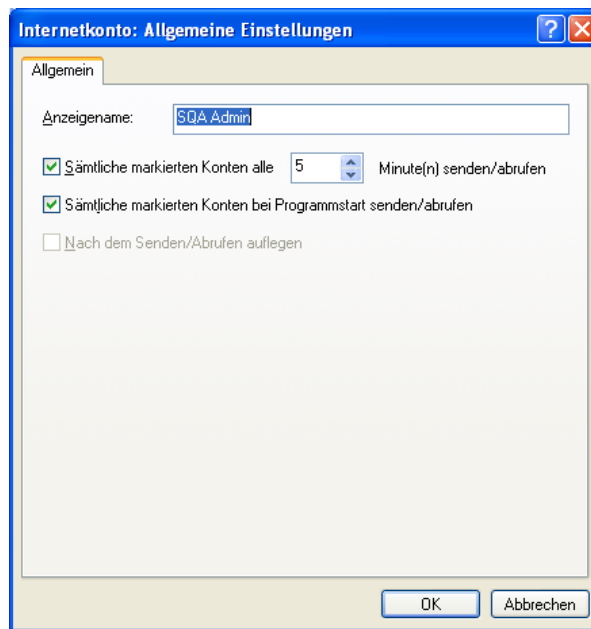 Internetkonto: Allgemeine Einstellungen
Allgemein
Anzeigename: SQA Admin
Sämtliche markierten Konten alle 5 Minute(n) senden/abrufen
Sämtliche markierten Konten bei Programmstart senden/abrufen
Nach dem Senden/Abrufen auflegen
OK Abbrechen